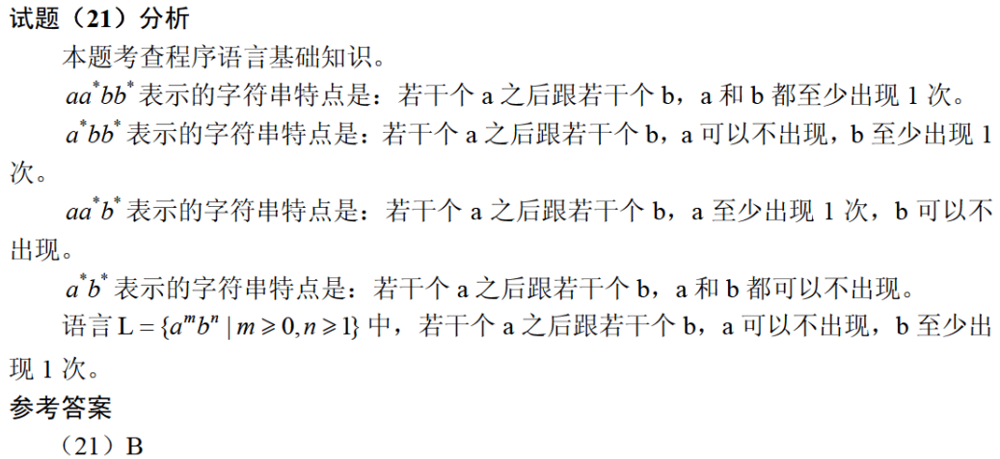 试题（21）分析
本题考查程序语言基础知识。
aa*bb* 表示的字符串特点是：若干个 a 之后跟若干个 b，a 和 b 都至少出现 1 次。
a*bb* 表示的字符串特点是：若干个 a 之后跟若干个 b，a 可以不出现，b 至少出现 1
次。
aa*b* 表示的字符串特点是：若干个 a 之后跟若干个 b，a 至少出现 1 次，b 可以不
出现。
a*b* 表示的字符串特点是：若干个 a 之后跟若干个 b，a 和 b 都可以不出现。
语言 L = {aᵐbⁿ | m ⩾ 0, n ⩾ 1} 中，若干个 a 之后跟若干个 b，a 可以不出现，b 至少出
现 1 次。
参考答案
（21）B